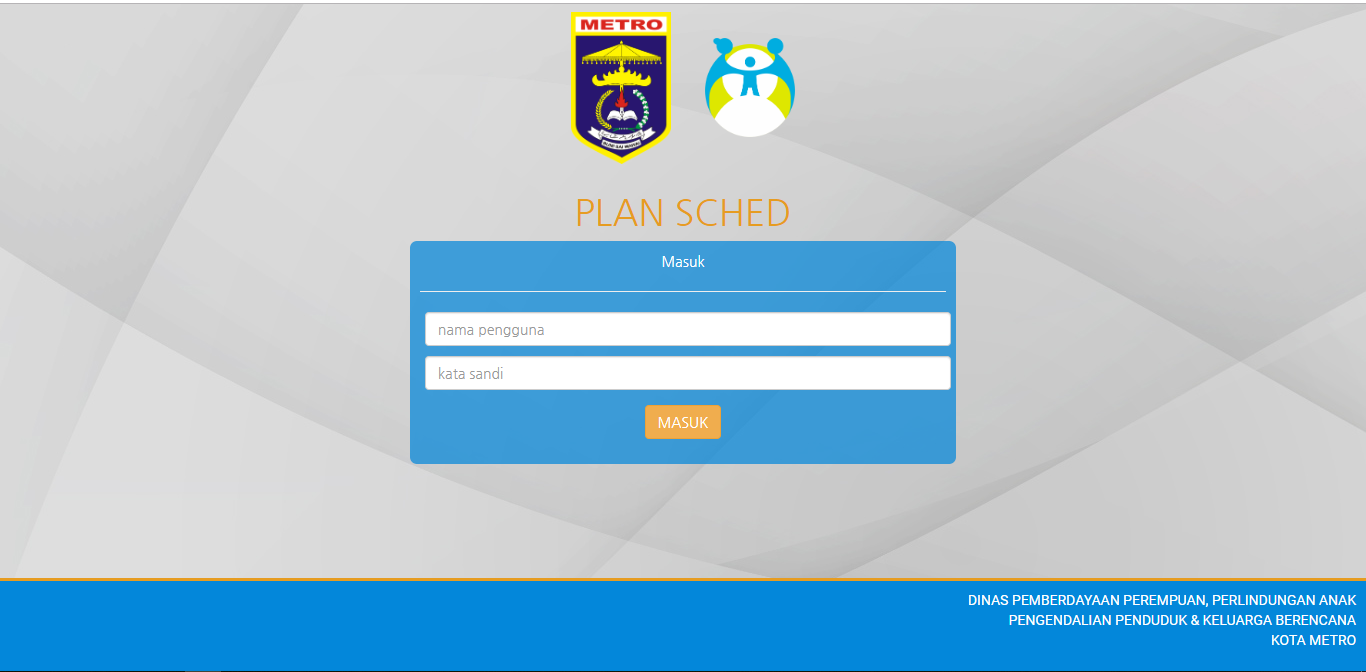 METRO
PLAN SCHED
Masuk
nama pengguna
kata sandi
MASUK
DINAS PEMBERDAYAAN PEREMPUAN, PERLINDUNGAN ANAK
PENGENDALIAN PENDUDUK & KELUARGA BERENCANA
KOTA METRO